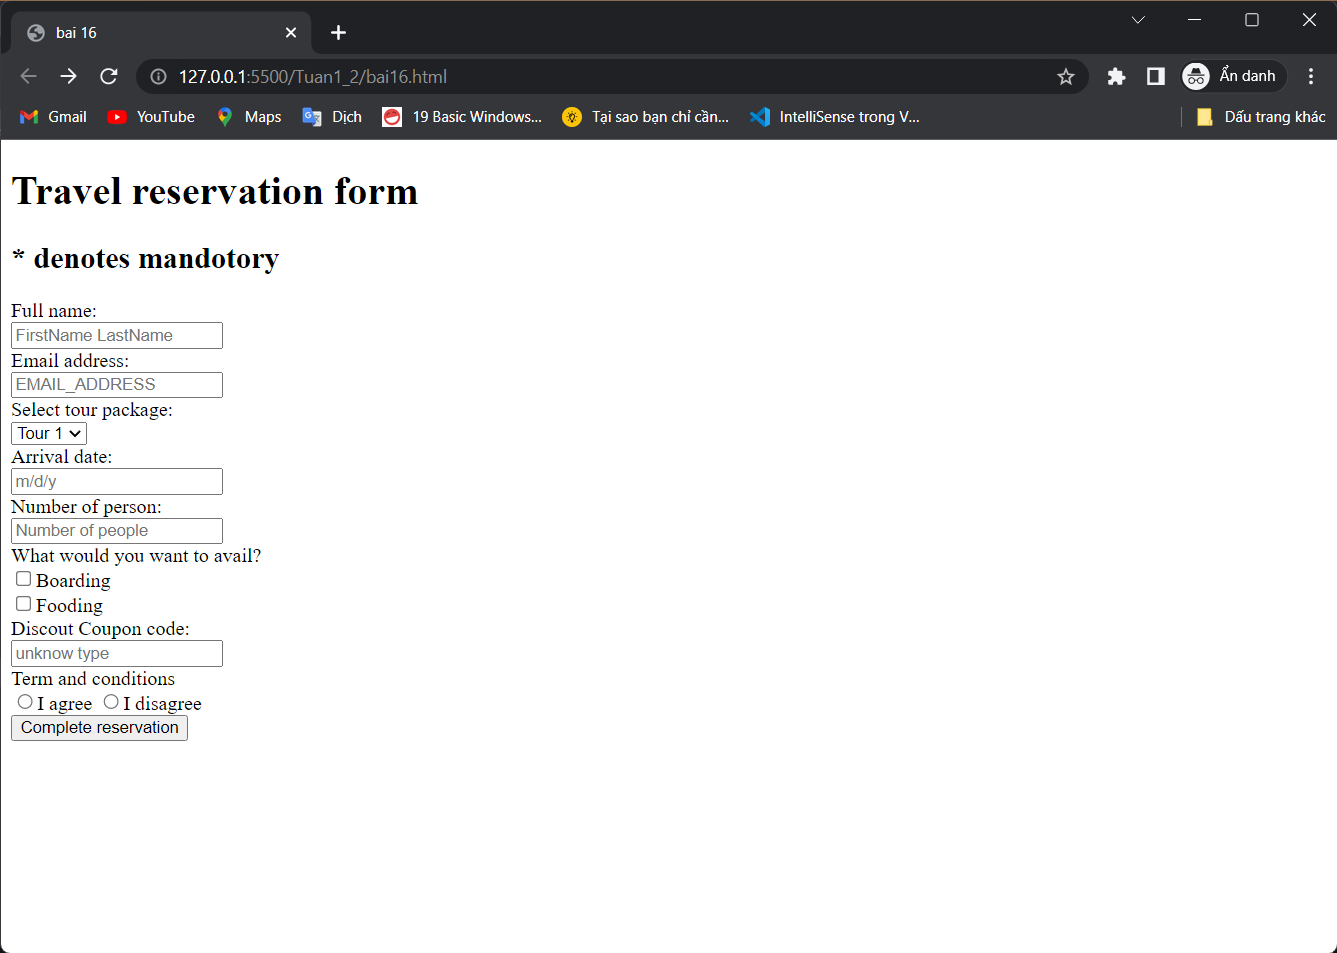 bai 16
127.0.0.1:5500/Tuan1_2/bai16.html
Ẩn danh
Gmail YouTube Maps Dịch 19 Basic Windows... Tại sao bạn chỉ cần... IntelliSense trong V... Dấu trang khác
Travel reservation form
* denotes mandotory
Full name:
FirstName LastName
Email address:
EMAIL_ADDRESS
Select tour package:
Tour 1
Arrival date:
m/d/y
Number of person:
Number of people
What would you want to avail?
Boarding
Fooding
Discout Coupon code:
unknow type
Term and conditions
I agree I disagree
Complete reservation